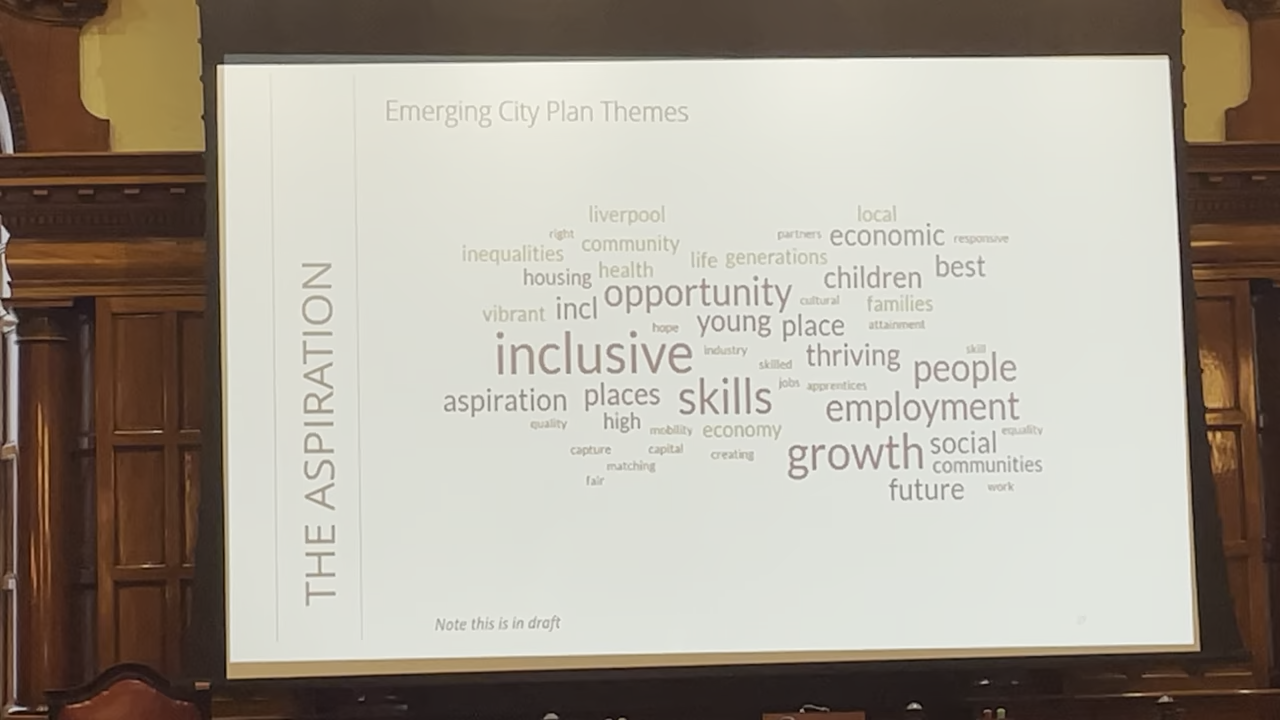 Emerging City Plan Themes
THE ASPIRATION
liverpool
local
right
partners
economic
responsive
inequalities
community
life
generations
housing
health
children
best
opportunity
cultural
families
vibrant
incl
hope
young
place
attainment
inclusive
industry
skilled
thriving
skill
people
aspiration
places
skills
jobs
apprentices
employment
quality
high
mobility
economy
growth
social
equality
capture
capital
creating
communities
matching
fair
future
work
Note this is in draft